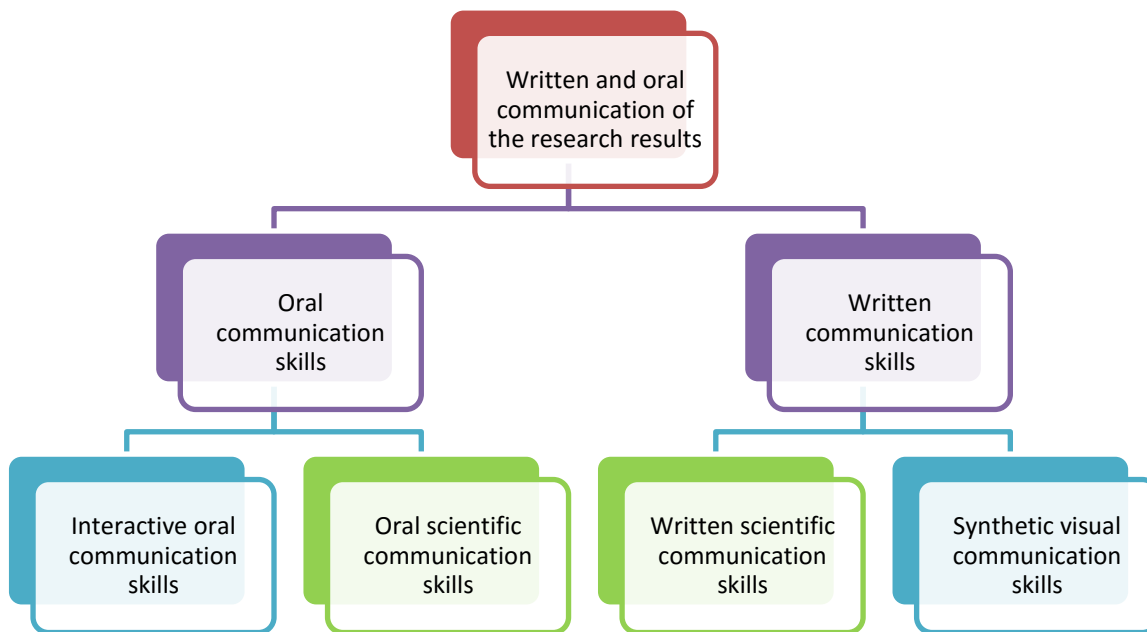 Written and oral
communication of
the research results
Oral
communication
skills
Written
communication
skills
Interactive oral
communication
skills
Oral scientific
communication
skills
Written scientific
communication
skills
Synthetic visual
communication
skills